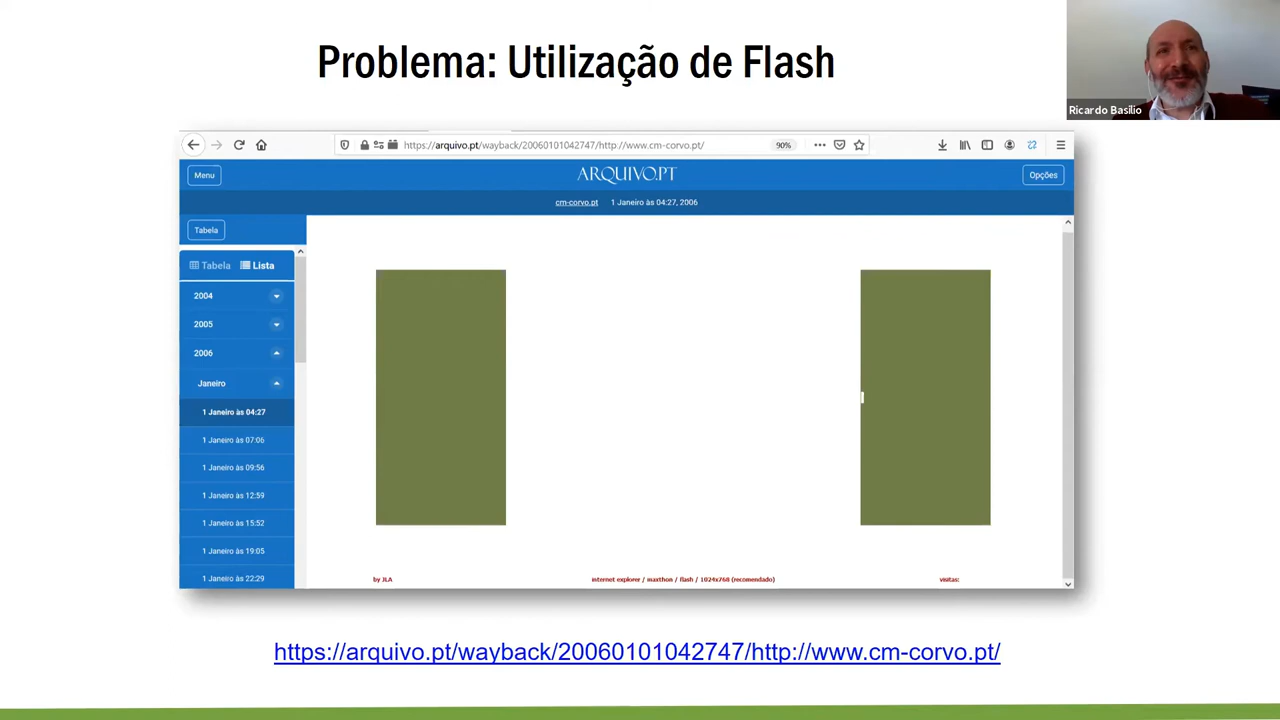 Problema: Utilização de Flash
Ricardo Basilio
https://arquivo.pt/wayback/20060101042747/http://www.cm-corvo.pt/
90%
Menu
ARQUIVO.PT
Opções
cm-corvo.pt 1 Janeiro às 04:27, 2006
Tabela
Tabela Lista
2004
2005
2006
Janeiro
1 Janeiro às 04:27
1 Janeiro às 07:06
1 Janeiro às 09:56
1 Janeiro às 12:59
1 Janeiro às 15:52
1 Janeiro às 19:05
1 Janeiro às 22:29
by JLA
internet explorer / maxthon / flash / 1024x768 (recomendado)
visitas:
https://arquivo.pt/wayback/20060101042747/http://www.cm-corvo.pt/